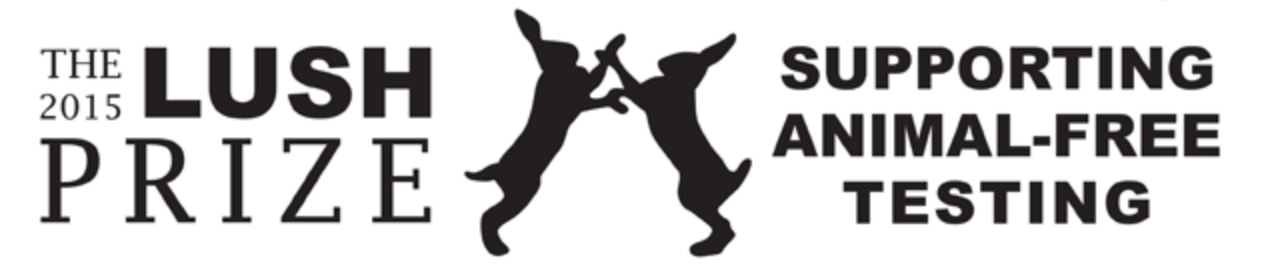 THE
2015
LUSH
PRIZE
SUPPORTING
ANIMAL-FREE
TESTING